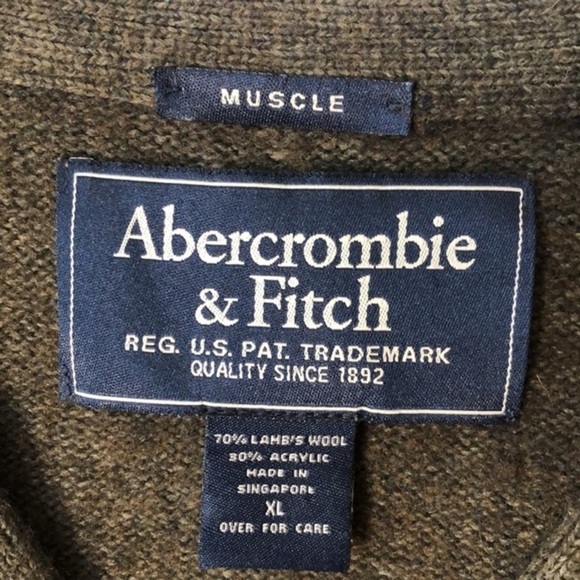 MUSCLE
Abercrombie
& Fitch
REG. U.S. PAT. TRADEMARK
QUALITY SINCE 1892
70% LAMB'S WOOL
30% ACRYLIC
MADE IN
SINGAPORE
XL
OVER FOR CARE